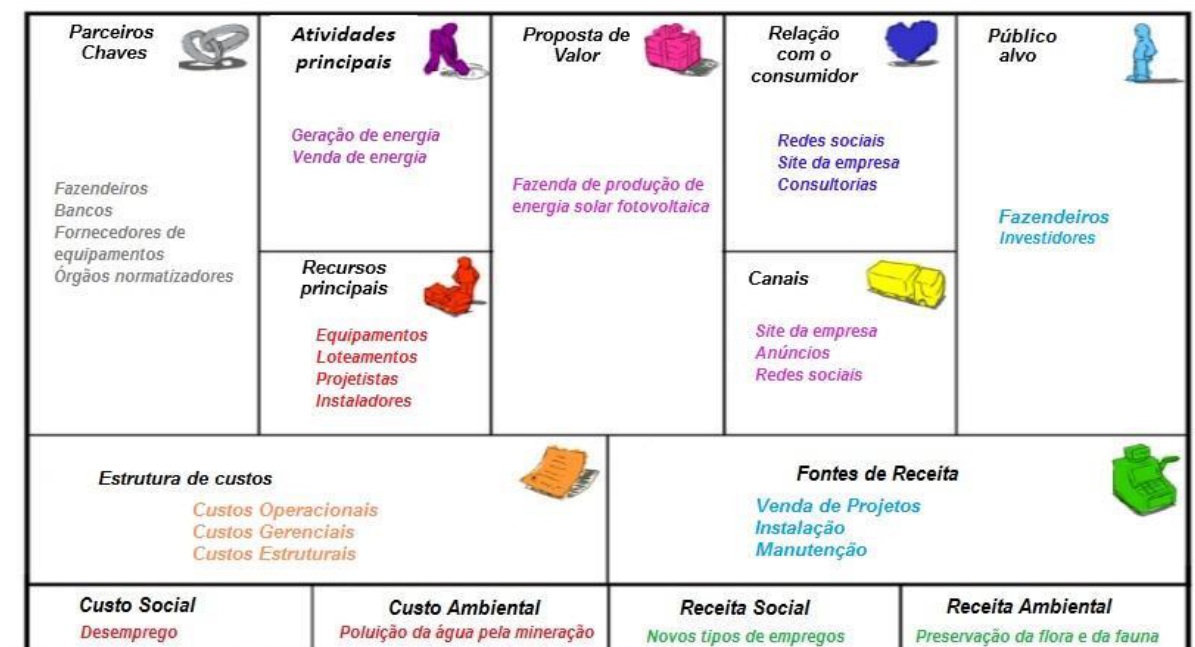 Parceiros
Chaves
Fazendeiros
Bancos
Fornecedores de
equipamentos
Órgãos normatizadores
Atividades
principais
Geração de energia
Venda de energia
Recursos
principais
Equipamentos
Loteamentos
Projetistas
Instaladores
Proposta de
Valor
Fazenda de produção de
energia solar fotovoltaica
Relação
com o
consumidor
Redes sociais
Site da empresa
Consultorias
Canais
Site da empresa
Anúncios
Redes sociais
Público
alvo
Fazendeiros
Investidores
Estrutura de custos
Custos Operacionais
Custos Gerenciais
Custos Estruturais
Fontes de Receita
Venda de Projetos
Instalação
Manutenção
Custo Social
Desemprego
Custo Ambiental
Poluição da água pela mineração
Receita Social
Novos tipos de empregos
Receita Ambiental
Preservação da flora e da fauna